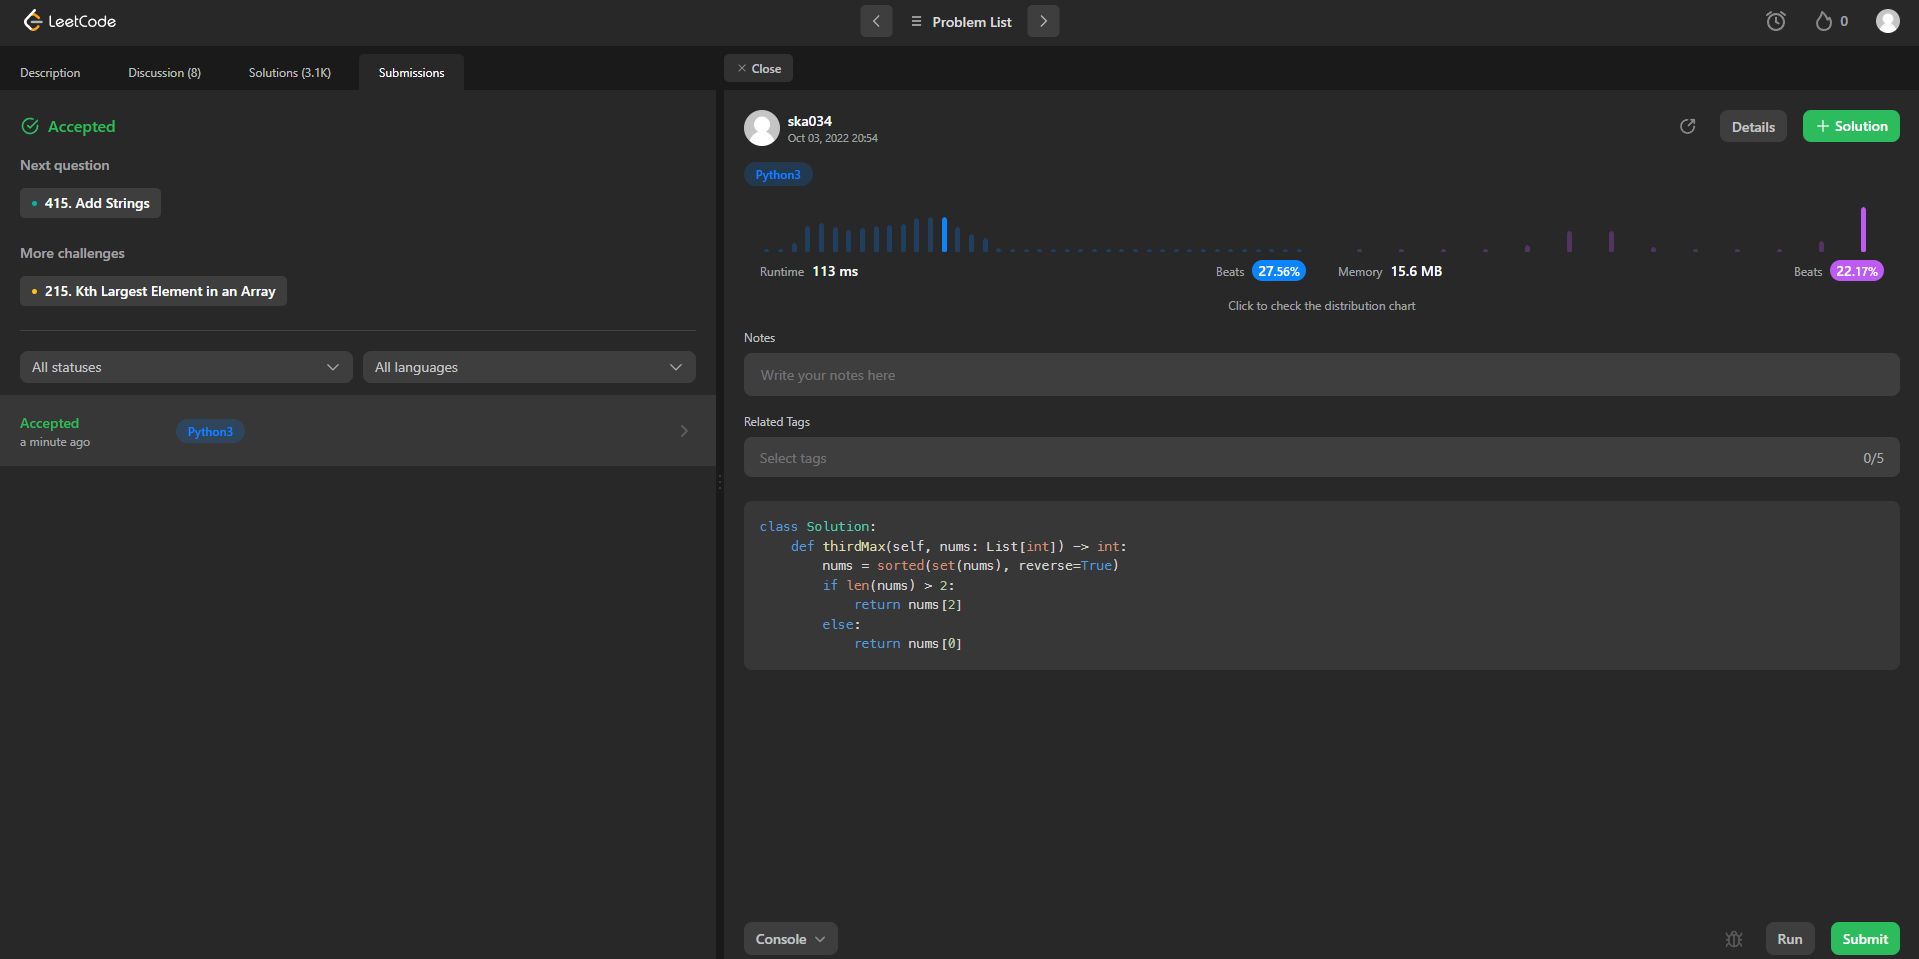 LeetCode
Problem List
0
Description
Discussion (8)
Solutions (3.1K)
Submissions
Accepted
Next question
415. Add Strings
More challenges
215. Kth Largest Element in an Array
All statuses
All languages
Accepted
a minute ago
Python3
Close
ska034
Oct 03, 2022 20:54
Details
+ Solution
Python3
Runtime 113 ms
Beats 27.56%
Memory 15.6 MB
Beats 22.17%
Click to check the distribution chart
Notes
Write your notes here
Related Tags
Select tags
0/5
class Solution:
    def thirdMax(self, nums: List[int]) -> int:
        nums = sorted(set(nums), reverse=True)
        if len(nums) > 2:
            return nums[2]
        else:
            return nums[0]
Console
Run
Submit